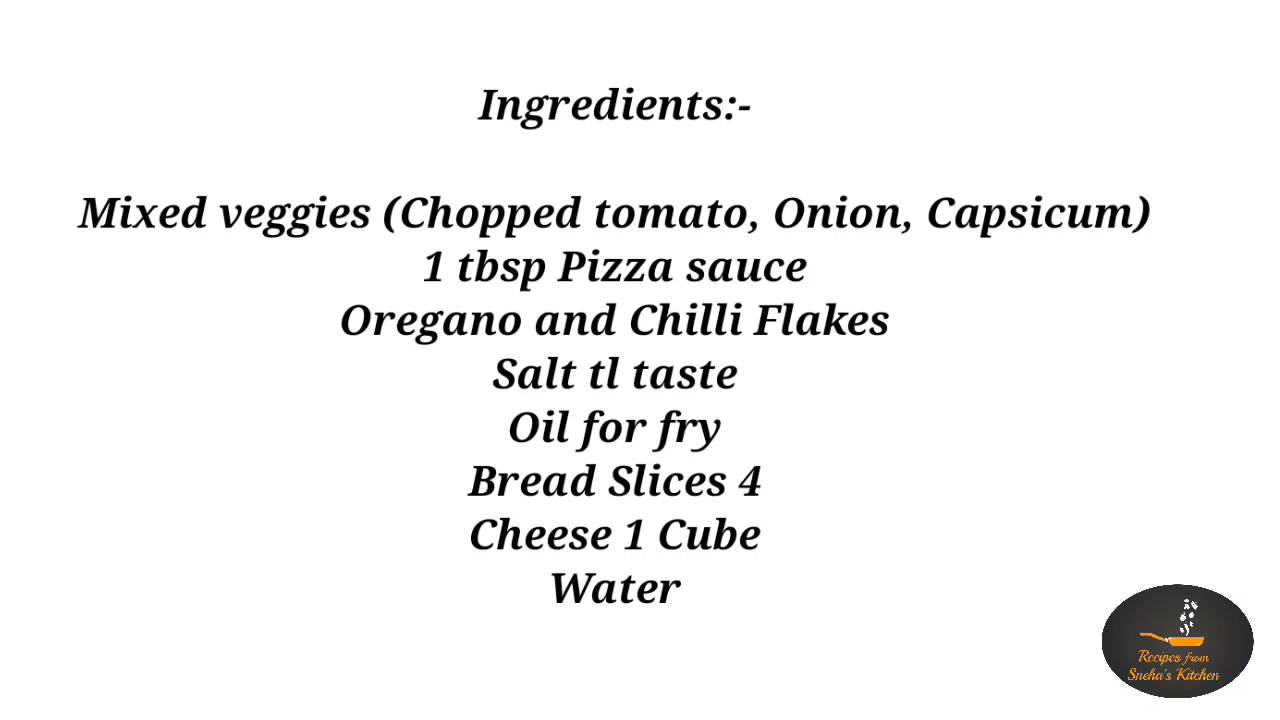 Ingredients:-
Mixed veggies (Chopped tomato, Onion, Capsicum)
1 tbsp Pizza sauce
Oregano and Chilli Flakes
Salt tl taste
Oil for fry
Bread Slices 4
Cheese 1 Cube
Water
Recipes from
Sneha's Kitchen